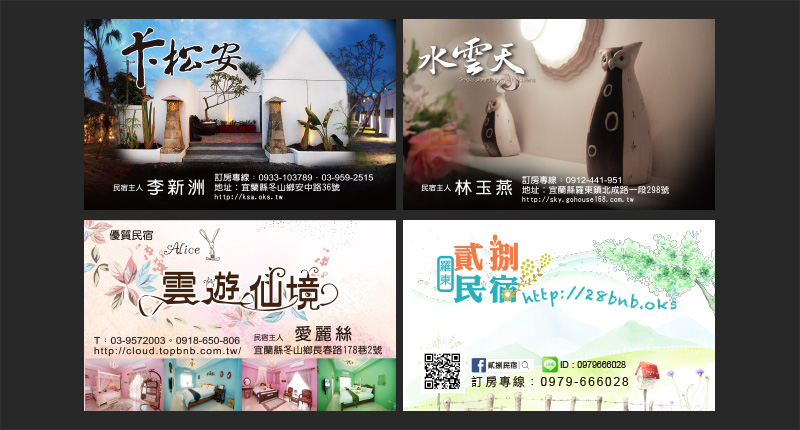 卡松安
民宿主人 李新洲
訂房專線：0933-103789．03-959-2515
地址：宜蘭縣冬山鄉安中路36號
http://ksa.oks.tw
水雲天
民宿主人 林玉燕
訂房專線：0912-441-951
地址：宜蘭縣羅東鎮北成路一段298號
http://sky.gohouse168.com.tw
優質民宿
Alice
雲遊仙境
T：03-9572003。0918-650-806
http://cloud.topbnb.com.tw/
民宿主人 愛麗絲
宜蘭縣冬山鄉長春路178巷2號
羅東
貳捌
民宿
http://28bnb.oks
貳捌民宿
LINE ID：0979666028
訂房專線：0979-666028